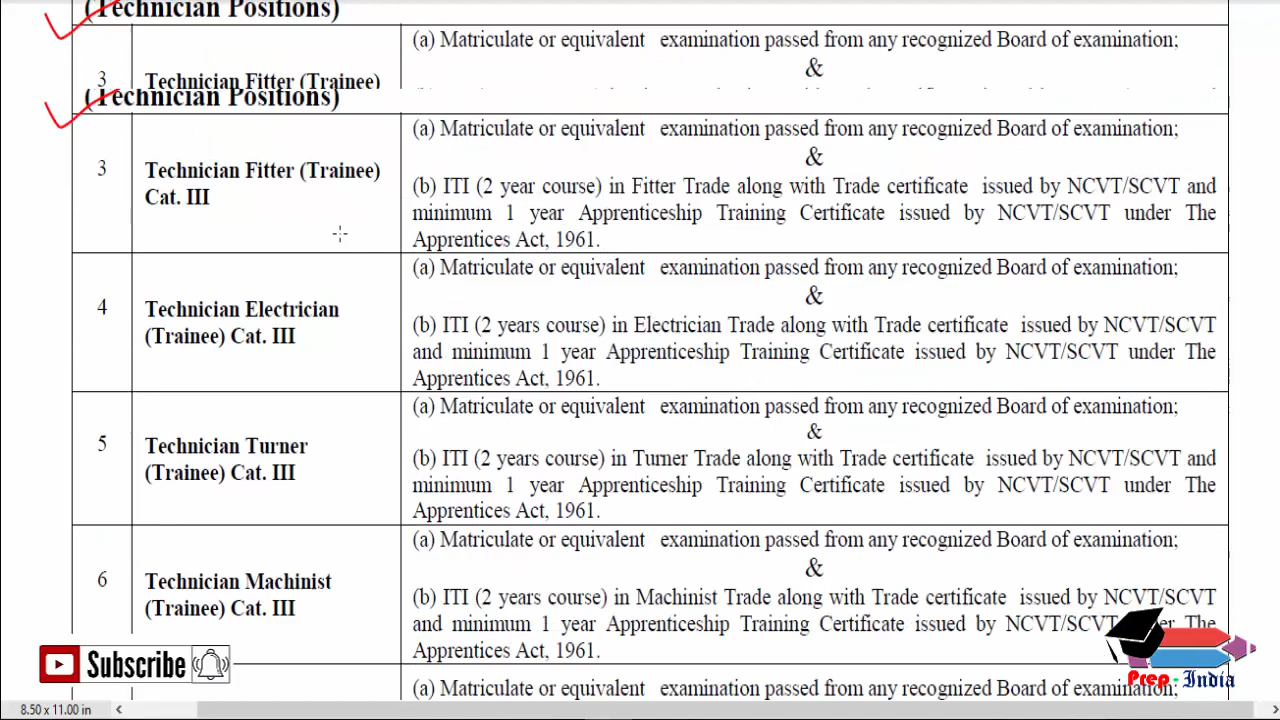 (Technician Positions)
(a) Matriculate or equivalent examination passed from any recognized Board of examination;
&
3
Technician Fitter (Trainee)
(Technician Positions)
(a) Matriculate or equivalent examination passed from any recognized Board of examination;
&
3
Technician Fitter (Trainee)
Cat. III
(b) ITI (2 year course) in Fitter Trade along with Trade certificate issued by NCVT/SCVT and
minimum 1 year Apprenticeship Training Certificate issued by NCVT/SCVT under The
Apprentices Act, 1961.
(a) Matriculate or equivalent examination passed from any recognized Board of examination;
&
4
Technician Electrician
(Trainee) Cat. III
(b) ITI (2 years course) in Electrician Trade along with Trade certificate issued by NCVT/SCVT
and minimum 1 year Apprenticeship Training Certificate issued by NCVT/SCVT under The
Apprentices Act, 1961.
(a) Matriculate or equivalent examination passed from any recognized Board of examination;
&
5
Technician Turner
(Trainee) Cat. III
(b) ITI (2 years course) in Turner Trade along with Trade certificate issued by NCVT/SCVT and
minimum 1 year Apprenticeship Training Certificate issued by NCVT/SCVT under The
Apprentices Act, 1961.
(a) Matriculate or equivalent examination passed from any recognized Board of examination;
&
6
Technician Machinist
(Trainee) Cat. III
(b) ITI (2 years course) in Machinist Trade along with Trade certificate issued by NCVT/SCVT
and minimum 1 year Apprenticeship Training Certificate issued by NCVT/SCVT The
Apprentices Act, 1961.
(a) Matriculate or equivalent examination passed from any recognized Board of examination;
Subscribe
Prep-India
8.50 x 11.00 in